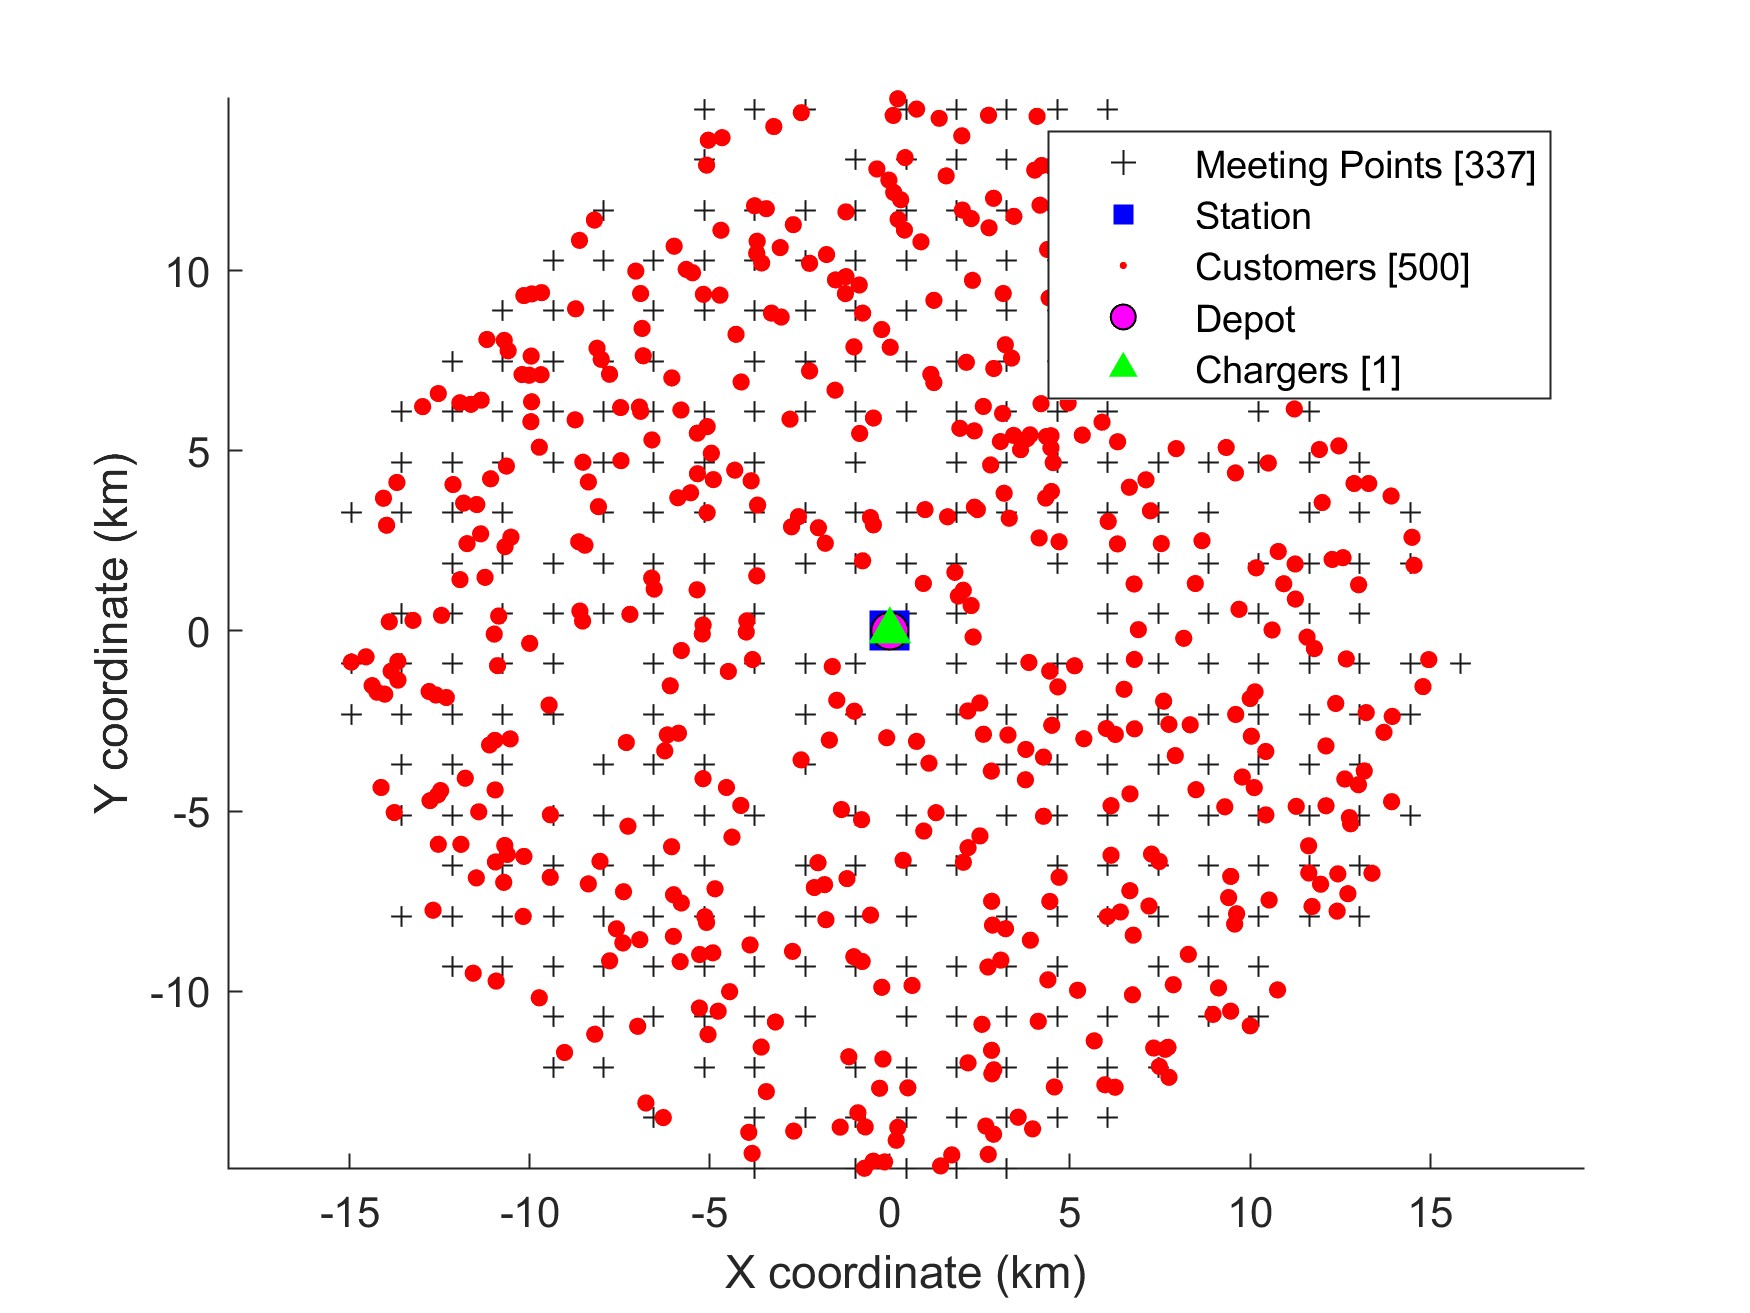 Meeting Points [337]
Station
Customers [500]
Depot
Chargers [1]
10
5
0
-5
-10
Y coordinate (km)
-15 -10 -5 0 5 10 15
X coordinate (km)